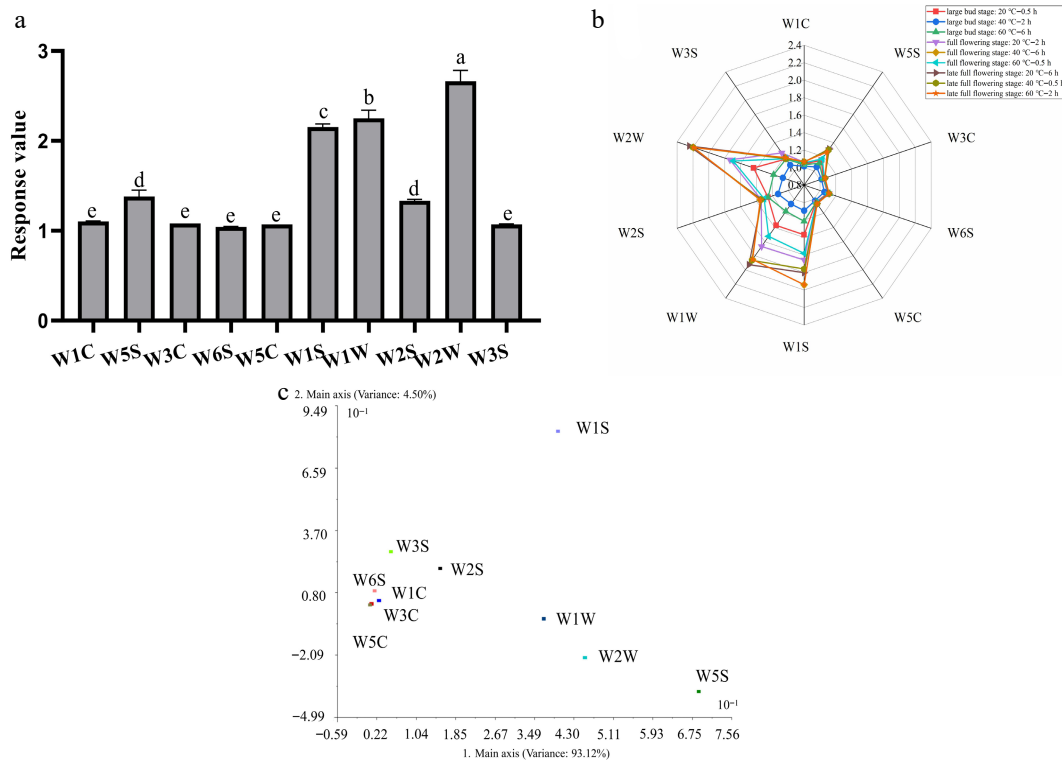 a
Response value
3
2
1
0
e
d
e
e
e
c
b
d
a
e
W1C
W5S
W3C
W6S
W5C
W1S
W1W
W2S
W2W
W3S
b
W1C
W5S
W3C
W6S
W5C
W1S
W1W
W2S
W2W
W3S
2.4
2.2
2.0
1.8
1.6
1.4
1.2
1.0
0.8
large bud stage: 20 °C−0.5 h
large bud stage: 40 °C−2 h
large bud stage: 60 °C−6 h
full flowering stage: 20 °C−2 h
full flowering stage: 40 °C−6 h
full flowering stage: 60 °C−0.5 h
late full flowering stage: 20 °C−6 h
late full flowering stage: 40 °C−0.5 h
late full flowering stage: 60 °C−2 h
c
2. Main axis (Variance: 4.50%)
10⁻¹
9.49
6.59
3.70
0.80
−2.09
−4.99
W1S
W3S
W2S
W6S
W1C
W3C
W5C
W1W
W2W
W5S
10⁻¹
−0.59 0.22 1.04 1.85 2.67 3.49 4.30 5.11 5.93 6.75 7.56
1. Main axis (Variance: 93.12%)